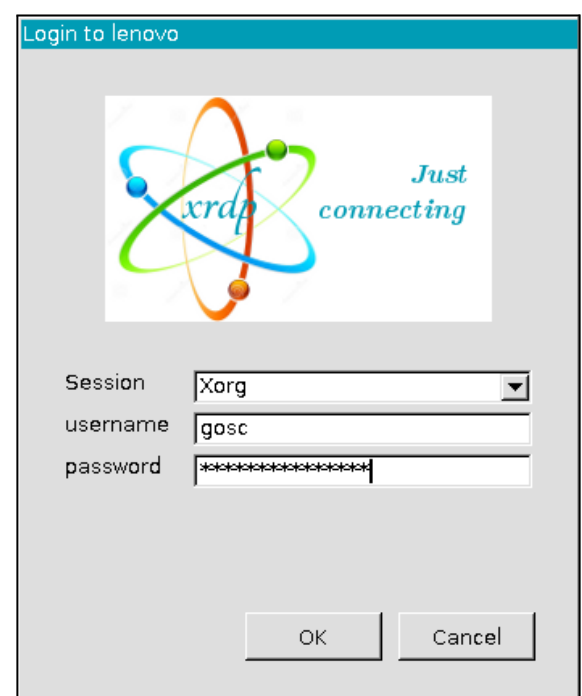 Login to lenovo
xrdp
Just
connecting
Session
Xorg
username
gosc
password
***************
OK
Cancel